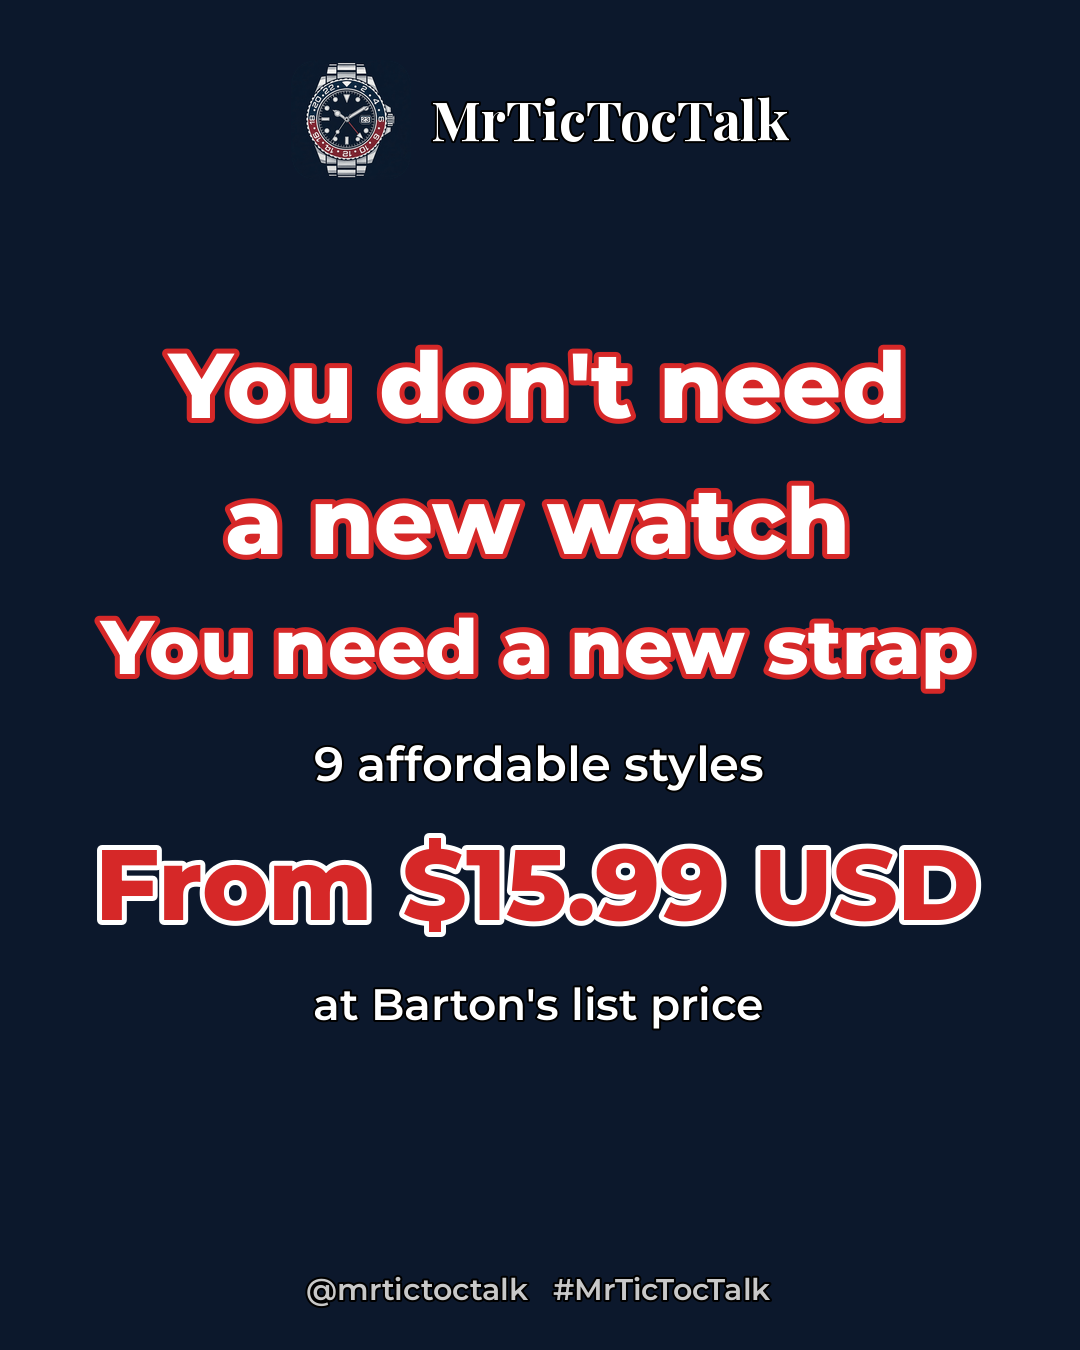 MrTicTocTalk
You don't need
a new watch
You need a new strap
9 affordable styles
From $15.99 USD
at Barton's list price
@mrtictoctalk #MrTicTocTalk